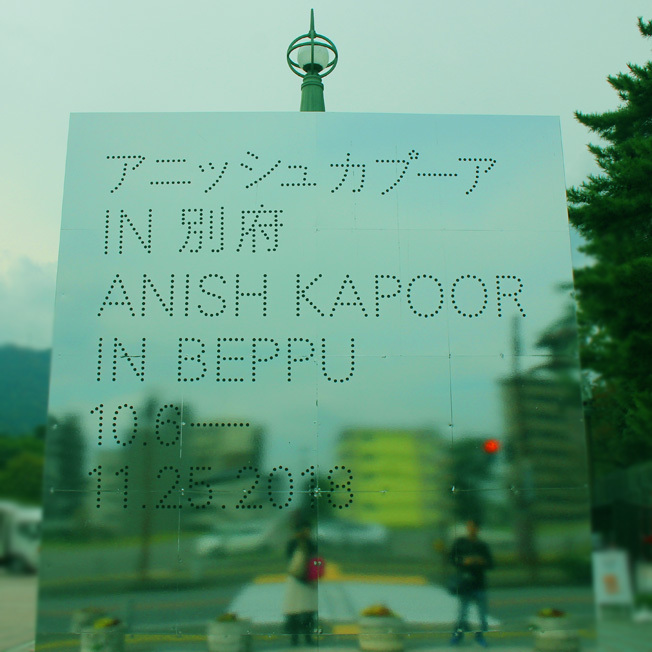 アニッシュカプーア
IN 別府
ANISH KAPOOR
IN BEPPU
10.6—
11.25.2018